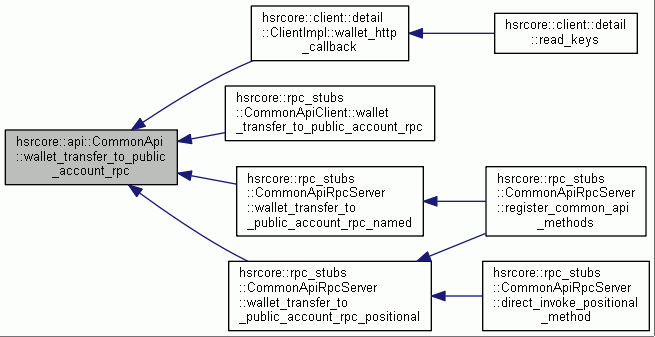 hsrcore::client::detail
::ClientImpl::wallet_http
_callback
hsrcore::client::detail
::read_keys
hsrcore::rpc_stubs
::CommonApiClient::wallet
_transfer_to_public_account_rpc
hsrcore::api::CommonApi
::wallet_transfer_to_public
_account_rpc
hsrcore::rpc_stubs
::CommonApiRpcServer
::wallet_transfer_to
_public_account_rpc_named
hsrcore::rpc_stubs
::CommonApiRpcServer
::register_common_api
_methods
hsrcore::rpc_stubs
::CommonApiRpcServer
::wallet_transfer_to
_public_account_rpc_positional
hsrcore::rpc_stubs
::CommonApiRpcServer
::direct_invoke_positional
_method